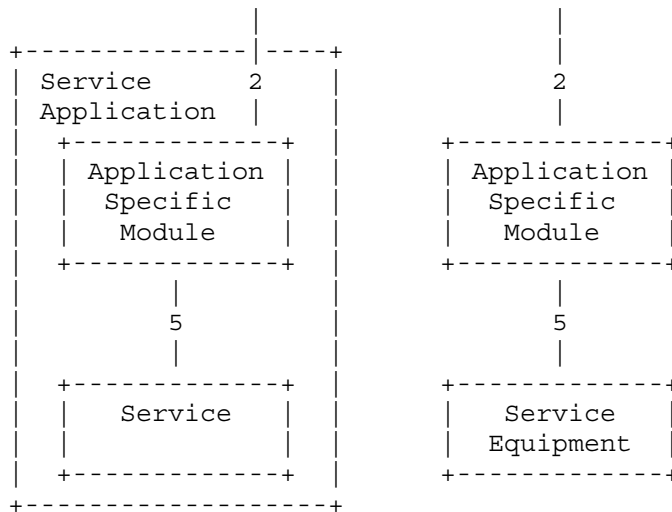 Service 2 2
Application
Application Application
Specific Specific
Module Module
5 5
Service Service
Equipment